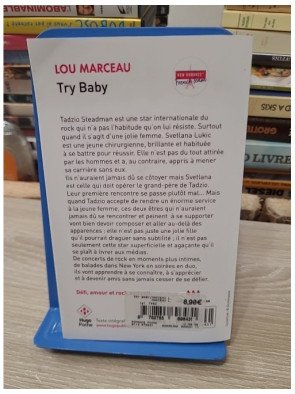 LOU MARCEAU
Try Baby
NEW ROMANCE
Tadzio Steadman est une star internationale du
rock qui n'a pas l'habitude qu'on lui résiste. Surtout
quand il s'agit d'une jolie femme. Svetlana Lukic
est une jeune chirurgienne, brillante et habituée
à se battre pour réussir. Elle n'est pas du tout attirée
par les hommes et a, au contraire, appris à mener
sa carrière sans eux.
Ils n'auraient jamais dû se côtoyer mais Svetlana
est celle qui doit opérer le grand-père de Tadzio.
Leur première rencontre se passe plutôt mal... Mais
quand Tadzio accepte de rendre un énorme service
à la jeune femme, ces deux êtres qui n'auraient
jamais dû se rencontrer et peinent à se supporter
vont bien devoir composer et aller au-delà des
apparences : elle n'est pas juste une jolie fille
qu'il pourrait draguer sans subtilité ; il n'est pas
seulement cette star superficielle et agaçante qu'il
se plaît à livrer aux médias.
De concerts de rock en moments plus intimes,
de balades dans New York en soirées en duo,
ils vont apprendre à se connaître, à s'apprécier
et à devenir amis sans jamais cesser de se défier.
Défi, amour et rock
Hugo
Poche
Texte intégral
6,90€
LIVRE